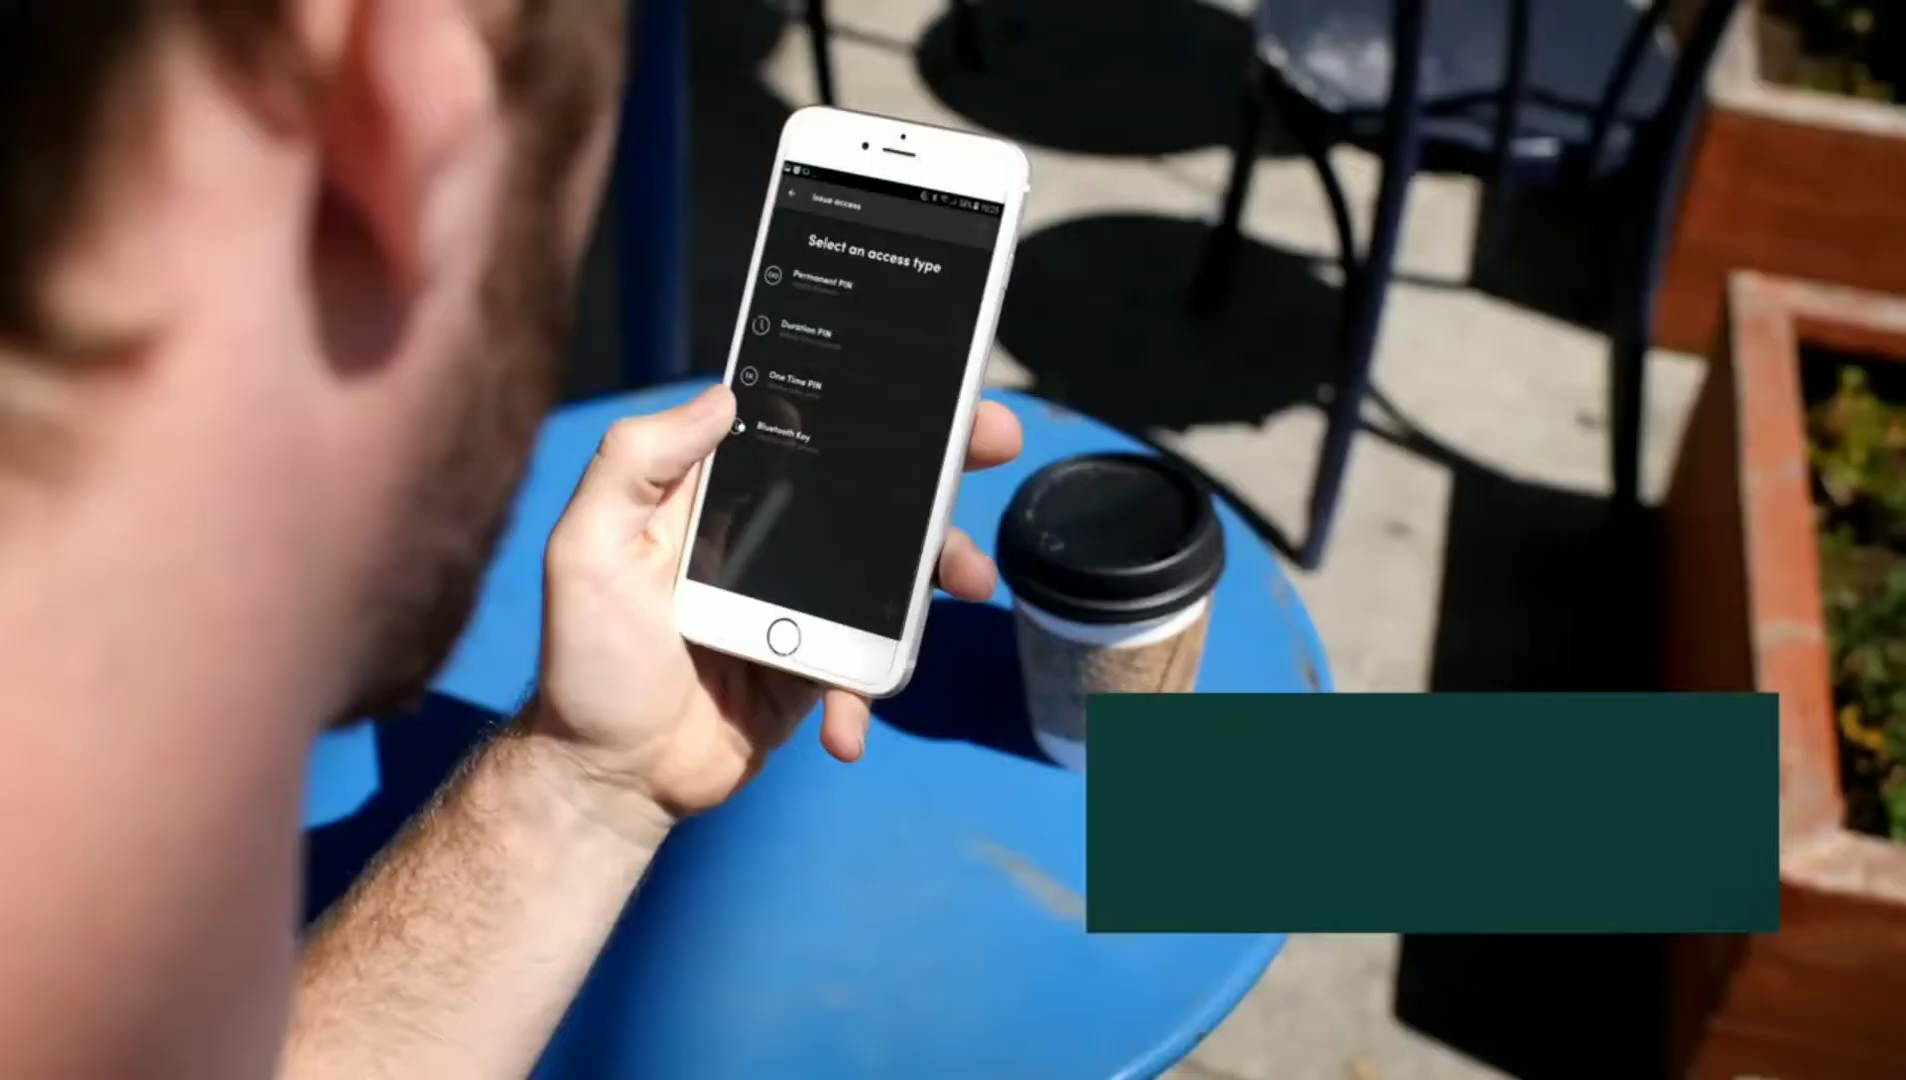 Issue access
Select an access type
Permanent PIN
Duration PIN
One Time PIN
Bluetooth Key